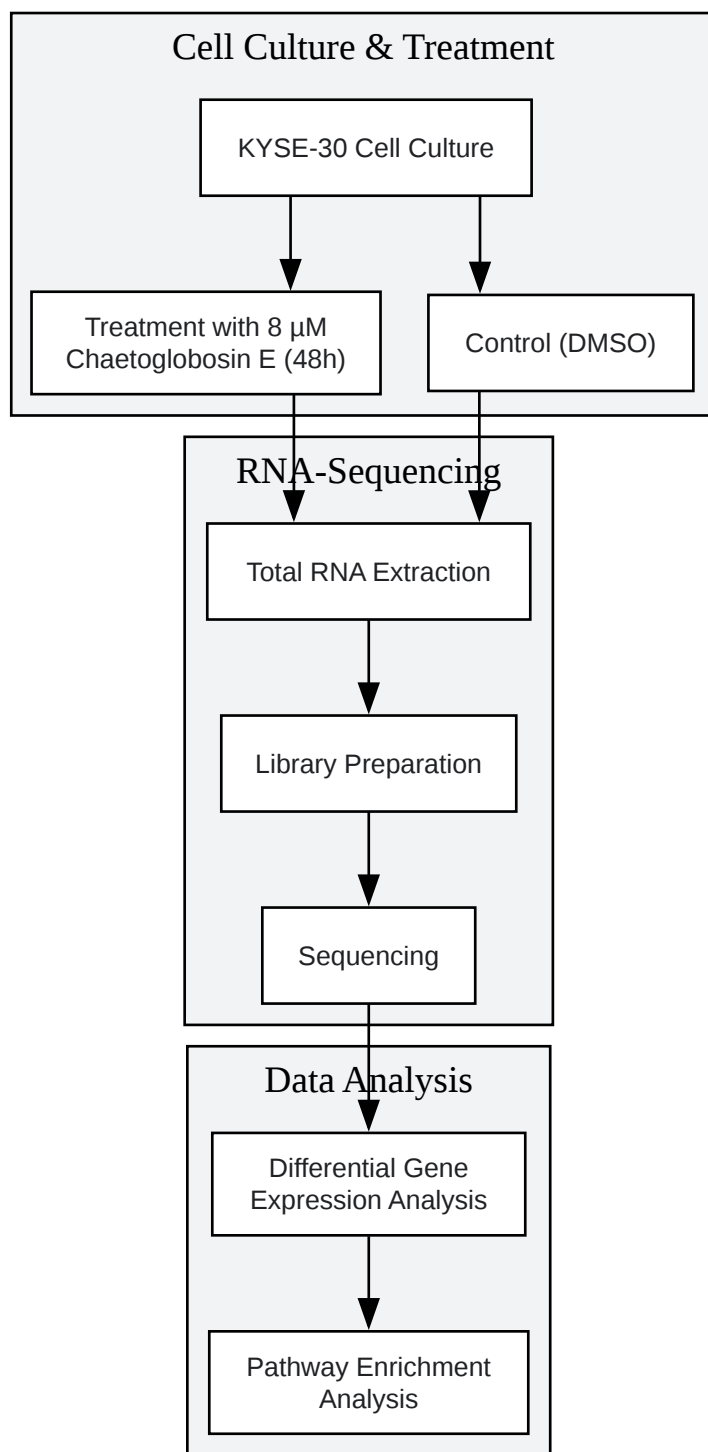 Cell Culture & Treatment
KYSE-30 Cell Culture
Treatment with 8 µM
Chaetoglobosin E (48h)
Control (DMSO)
RNA-Sequencing
Total RNA Extraction
Library Preparation
Sequencing
Data Analysis
Differential Gene
Expression Analysis
Pathway Enrichment
Analysis